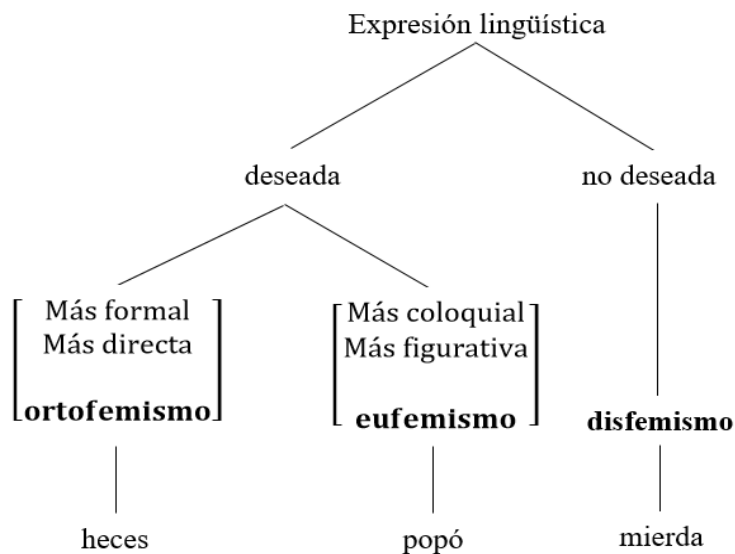 Expresión lingüística
deseada
no deseada
Más formal
Más directa
ortofemismo
Más coloquial
Más figurativa
eufemismo
disfemismo
heces
popó
mierda